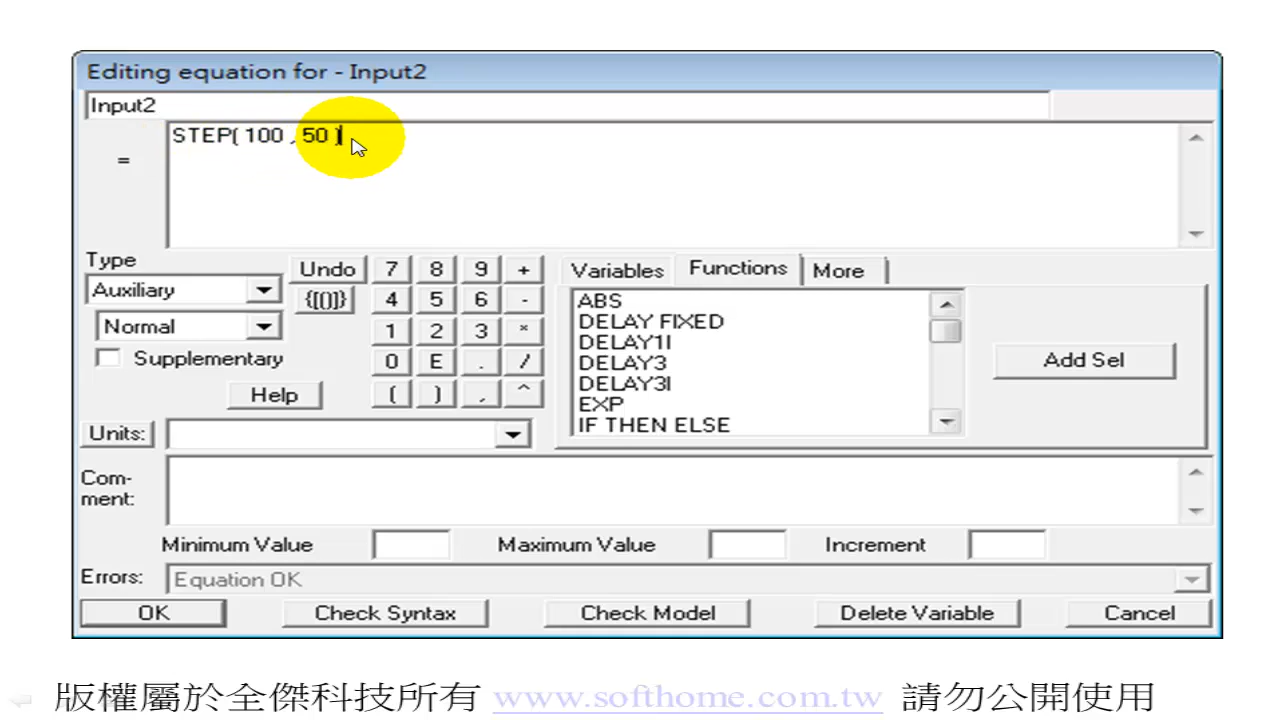 Editing equation for - Input2
Input2
=
STEP( 100 , 50 )
Type
Auxiliary
Normal
Supplementary
Help
Undo 7 8 9 +
{[()]} 4 5 6 -
1 2 3 *
0 E . /
( ) , ^
Variables Functions More
ABS
DELAY FIXED
DELAY1I
DELAY3
DELAY3I
EXP
IF THEN ELSE
Add Sel
Units:
Com-
ment:
Minimum Value Maximum Value Increment
Errors: Equation OK
OK Check Syntax Check Model Delete Variable Cancel
版權屬於全傑科技所有 www.softhome.com.tw 請勿公開使用